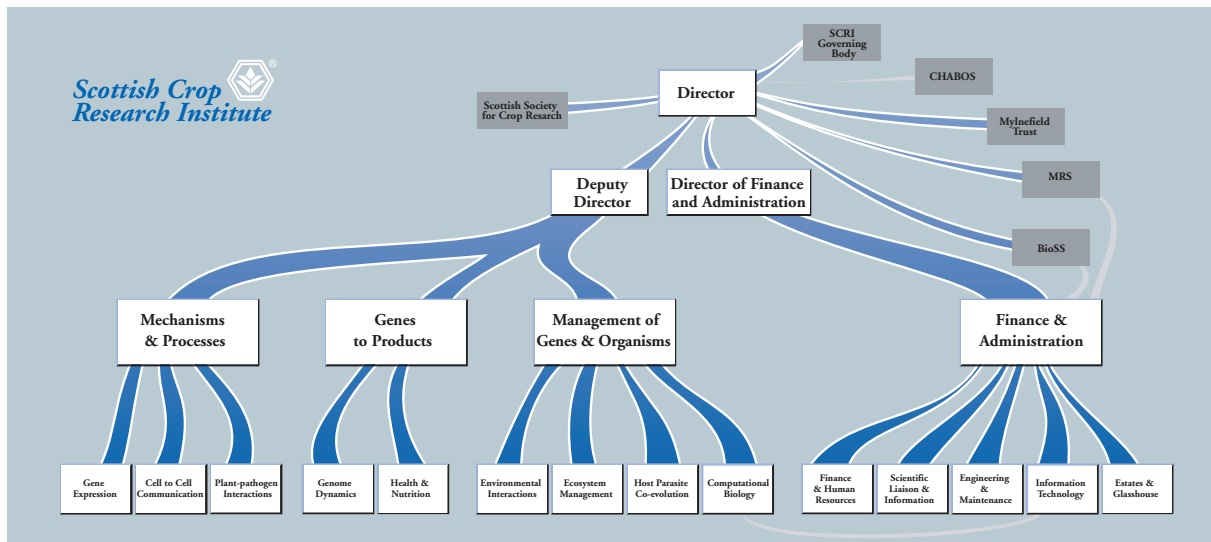 Scottish Crop
Research Institute
®
SCRI
Governing
Body
CHABOS
Director
Scottish Society
for Crop Resarch
Mylnefield
Trust
MRS
Deputy
Director
Director of Finance
and Administration
BioSS
Mechanisms
& Processes
Genes
to Products
Management of
Genes & Organisms
Finance &
Administration
Gene
Expression
Cell to Cell
Communication
Plant-pathogen
Interactions
Genome
Dynamics
Health &
Nutrition
Environmental
Interactions
Ecosystem
Management
Host Parasite
Co-evolution
Computational
Biology
Finance
& Human
Resources
Scientific
Liaison &
Information
Engineering
&
Maintenance
Information
Technology
Estates &
Glasshouse